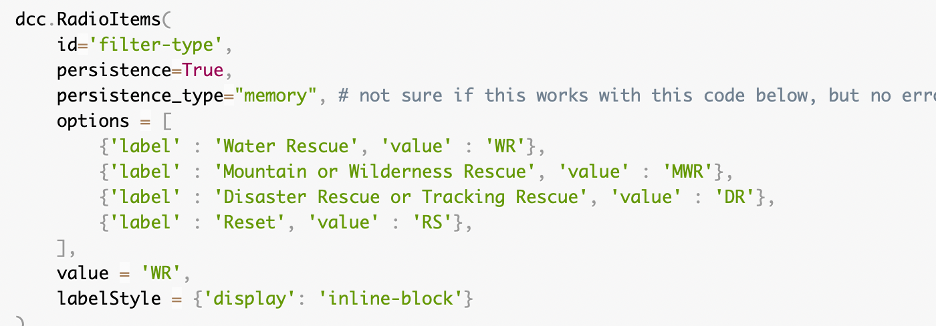 dcc.RadioItems(
    id='filter-type',
    persistence=True,
    persistence_type="memory", # not sure if this works with this code below, but no erro
    options = [
        {'label' : 'Water Rescue', 'value' : 'WR'},
        {'label' : 'Mountain or Wilderness Rescue', 'value' : 'MWR'},
        {'label' : 'Disaster Rescue or Tracking Rescue', 'value' : 'DR'},
        {'label' : 'Reset', 'value' : 'RS'},
    ],
    value = 'WR',
    labelStyle = {'display': 'inline-block'}
)